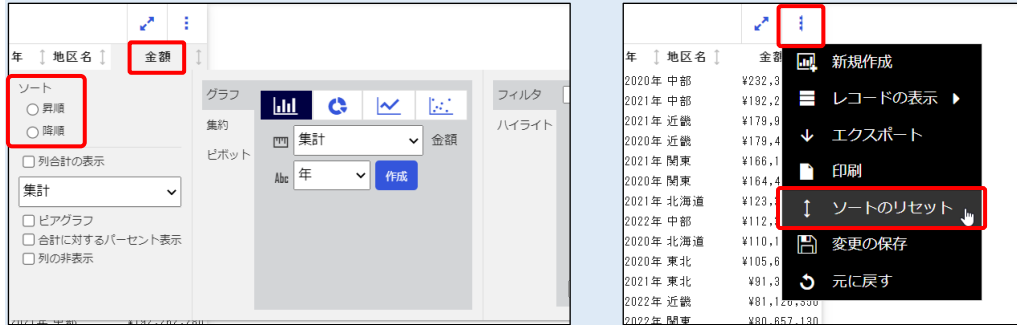 年 地区名 金額
ソート
昇順
降順
列合計の表示
集計
ピアグラフ
合計に対するパーセント表示
列の非表示
グラフ
集約
ピボット
集計 金額
Abc 年 作成
フィルタ
ハイライト
年 地区名
2020年 中部 ¥232,3
2021年 中部 ¥192,2
2021年 近畿 ¥179,9
2020年 近畿 ¥179,4
2021年 関東 ¥166,1
2020年 関東 ¥164,4
2021年 北海道 ¥123,
2022年 中部 ¥112,
2020年 北海道 ¥110,1
2020年 東北 ¥105,6
2021年 東北 ¥91,3
2022年 近畿
2022年 関東 ¥80,657,130
新規作成
レコードの表示
エクスポート
印刷
ソートのリセット
変更の保存
元に戻す